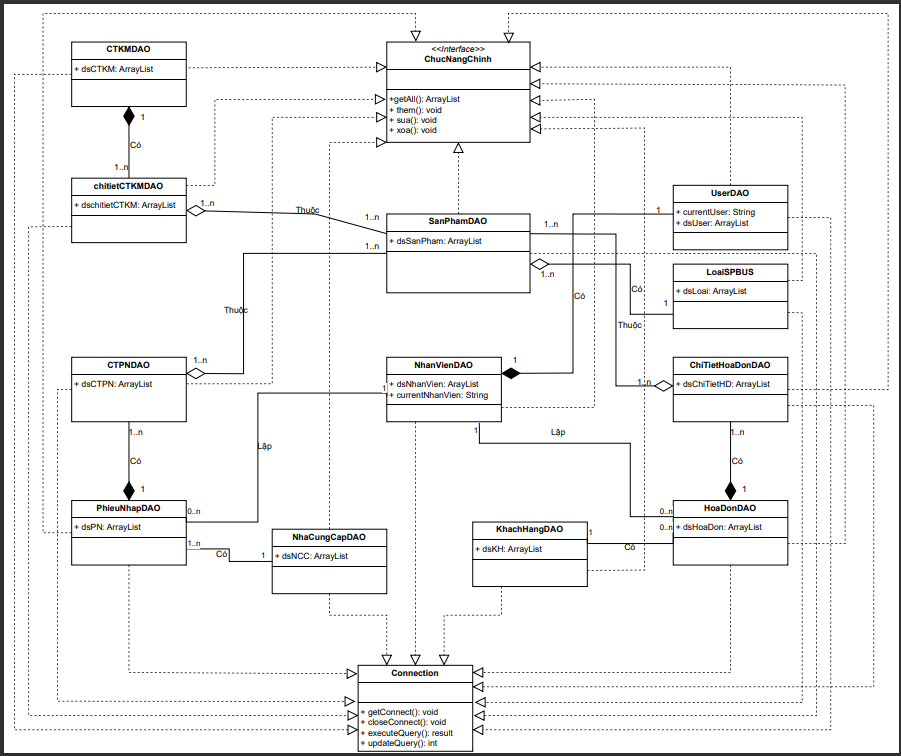 CTKMDAO
+ dsCTKM: ArrayList
1
Có
1..n
<<Interface>>
ChucNangChinh
+getAll(): ArrayList
+ them(): void
+ sua(): void
+ xoa(): void
chitietCTKMDAO
+ dschitietCTKM: ArrayList
1..n
Thuộc
1..n
1..n
SanPhamDAO
+ dsSanPham: ArrayList
1..n
1..n
UserDAO
+ currentUser: String
+ dsUser: ArrayList
1
LoaiSPBUS
+ dsLoai: ArrayList
1
Có
Có
Thuộc
Thuộc
CTPNDAO
+ dsCTPN: ArrayList
1..n
1..n
Có
1
NhanVienDAO
+ dsNhanVien: ArayList
+ currentNhanVien: String
1
1
1
Lập
Lập
ChiTietHoaDonDAO
+ dsChiTietHD: ArrayList
1..n
1..n
Có
1
PhieuNhapDAO
+ dsPN: ArrayList
0..n
1..n
Có
1
NhaCungCapDAO
+ dsNCC: ArrayList
KhachHangDAO
+ dsKH: ArrayList
1
Có
0..n
0..n
HoaDonDAO
+ dsHoaDon: ArrayList
Connection
+ getConnect(): void
+ closeConnect(): void
+ executeQuery(): result
+ updateQuery(): int